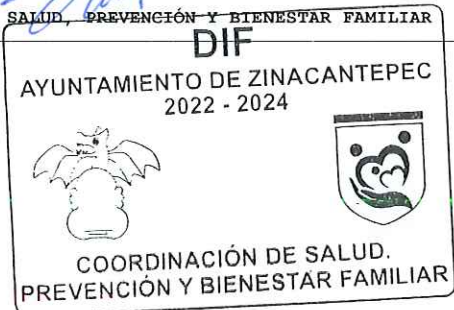 SALUD, PREVENCIÓN Y BIENESTAR FAMILIAR
DIF
AYUNTAMIENTO DE ZINACANTEPEC
2022 - 2024
COORDINACIÓN DE SALUD.
PREVENCIÓN Y BIENESTAR FAMILIAR